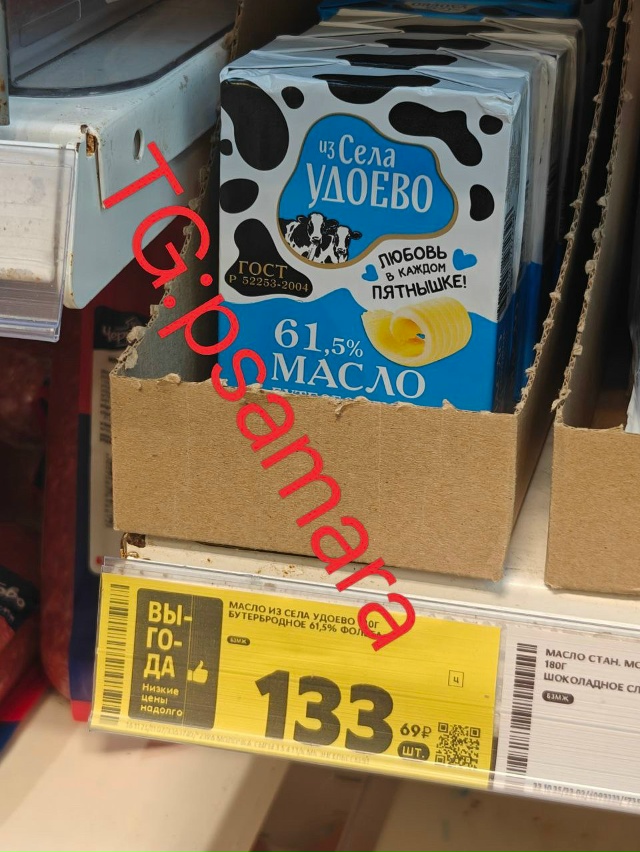 из Села
УДОЕВО
ГОСТ
Р 52253-2004
ЛЮБОВЬ
В КАЖДОМ
ПЯТНЫШКЕ!
61,5%
МАСЛО
TG:psamara
ВЫ-
ГО-
ДА
Низкие
цены
надолго
МАСЛО ИЗ СЕЛА УДОЕВО
БУТЕРБРОДНОЕ 61,5%
БЗМЖ
Ч
133
69₽
ШТ.
МАСЛО СТАН.
180Г
ШОКОЛАДНОЕ
БЗМЖ